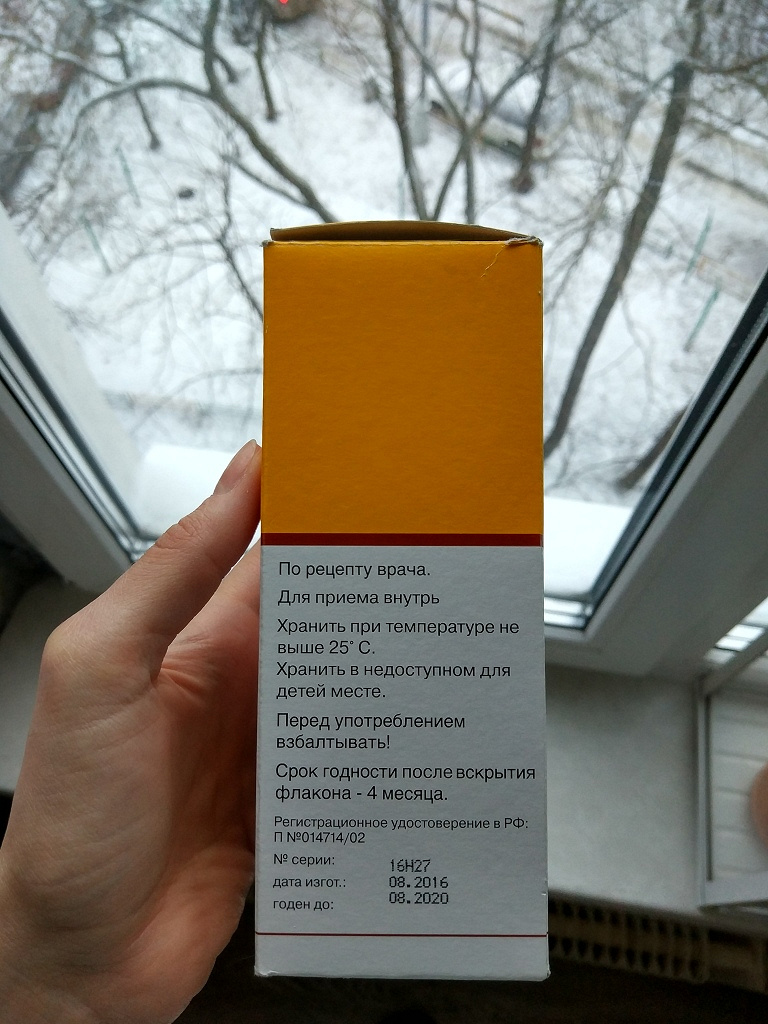 По рецепту врача.
Для приема внутрь
Хранить при температуре не
выше 25° С.
Хранить в недоступном для
детей месте.
Перед употреблением
взбалтывать!
Срок годности после вскрытия
флакона - 4 месяца.
Регистрационное удостоверение в РФ:
П №014714/02
№ серии: 16H27
дата изгот.: 08.2016
годен до: 08.2020